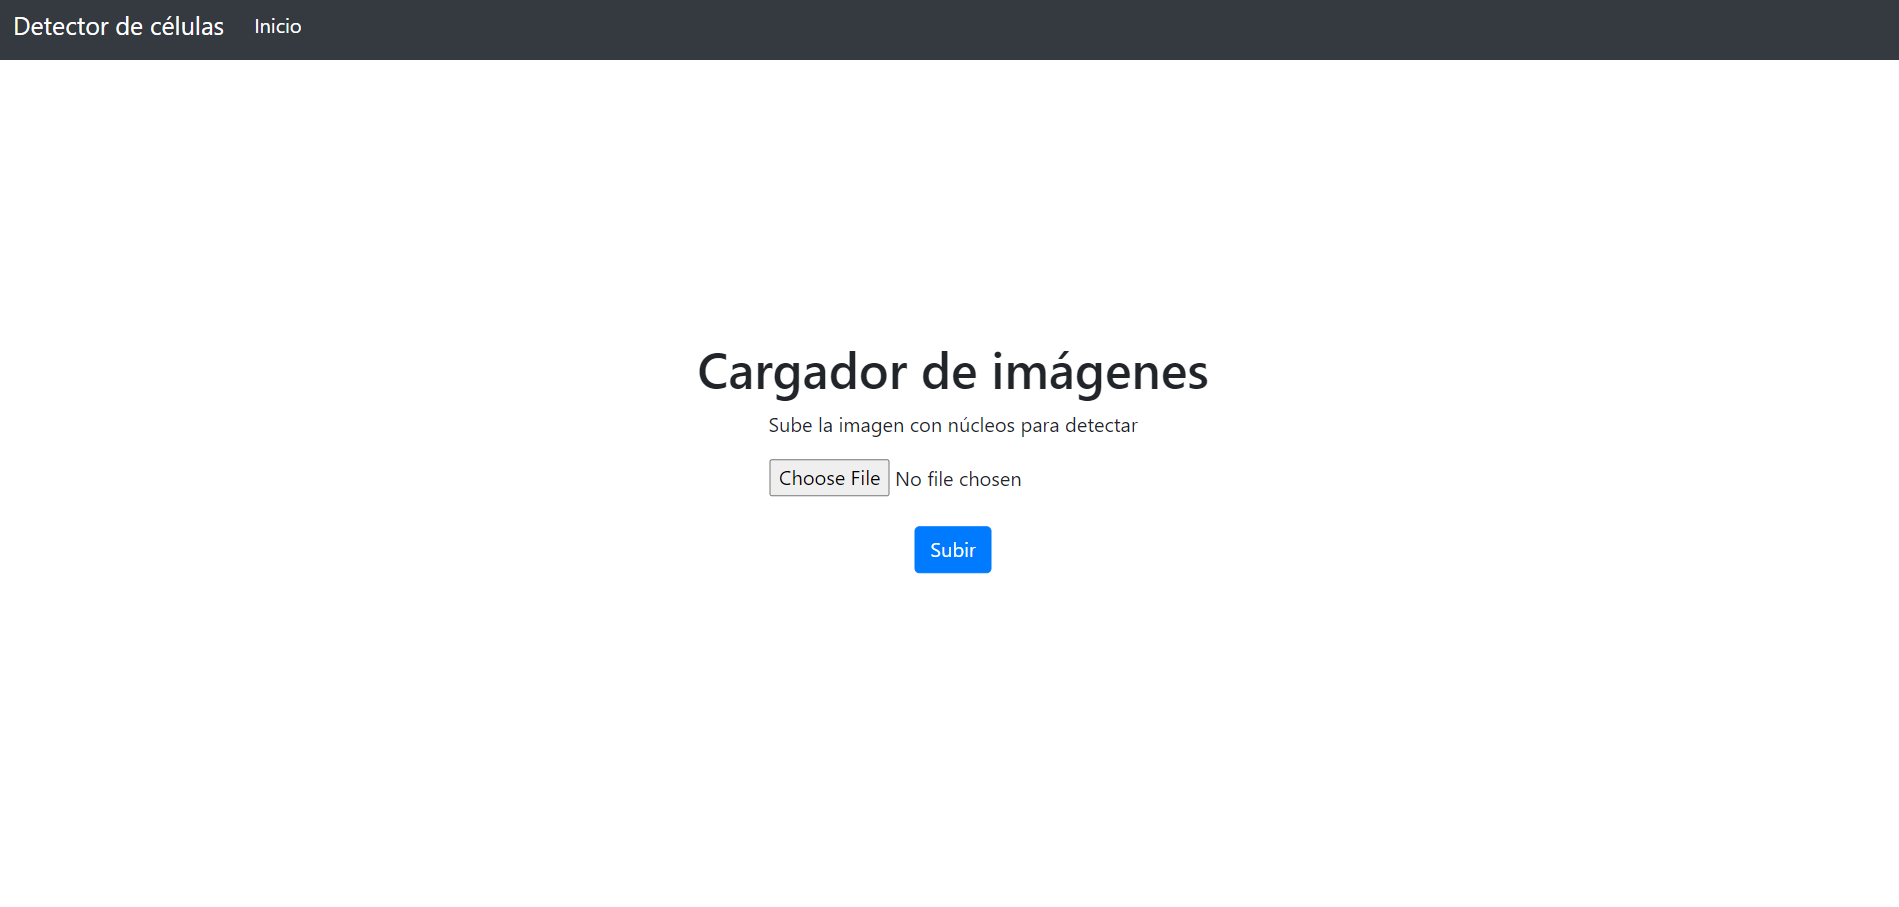 Detector de células Inicio
Cargador de imágenes
Sube la imagen con núcleos para detectar
Choose File No file chosen
Subir